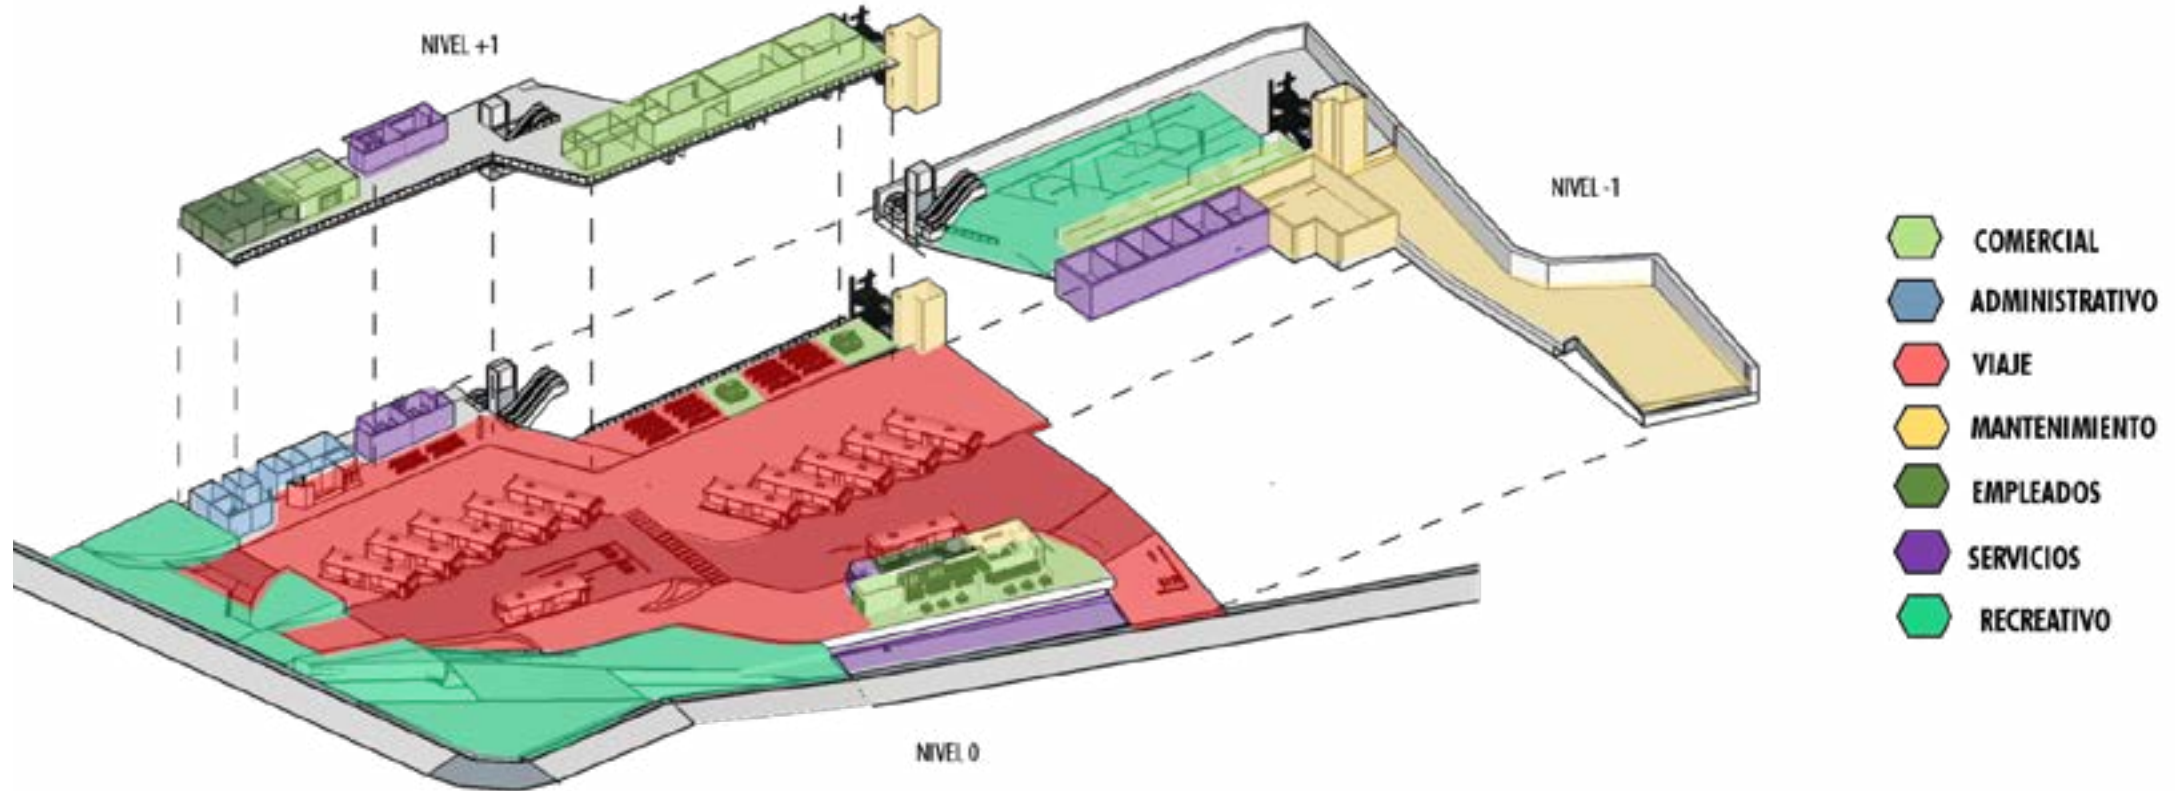 NIVEL +1
NIVEL -1
COMERCIAL
ADMINISTRATIVO
VIAJE
MANTENIMIENTO
EMPLEADOS
SERVICIOS
RECREATIVO
NIVEL 0